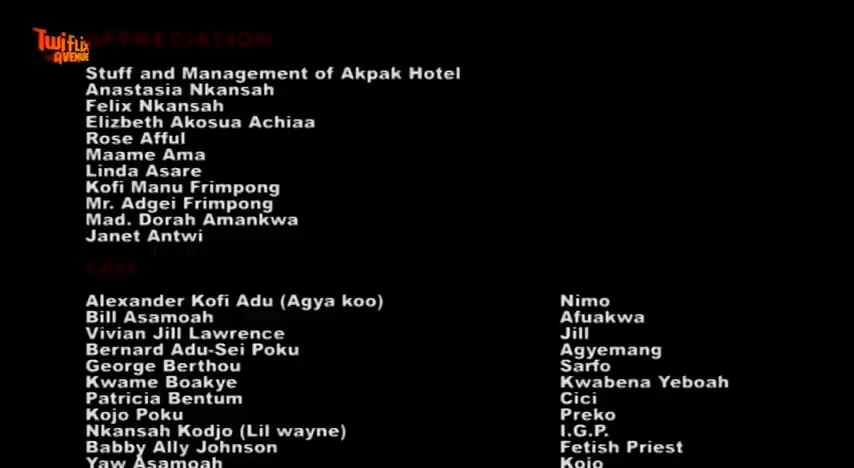 Twiflix
AVENUE
APPRECIATION
Stuff and Management of Akpak Hotel
Anastasia Nkansah
Felix Nkansah
Elizbeth Akosua Achiaa
Rose Afful
Maame Ama
Linda Asare
Kofi Manu Frimpong
Mr. Adgei Frimpong
Mad. Dorah Amankwa
Janet Antwi
CAST
Alexander Kofi Adu (Agya koo) Nimo
Bill Asamoah Afuakwa
Vivian Jill Lawrence Jill
Bernard Adu-Sei Poku Agyemang
George Berthou Sarfo
Kwame Boakye Kwabena Yeboah
Patricia Bentum Cici
Kojo Poku Preko
Nkansah Kodjo (Lil wayne) I.G.P.
Babby Ally Johnson Fetish Priest
Yaw Asamoah Kojo